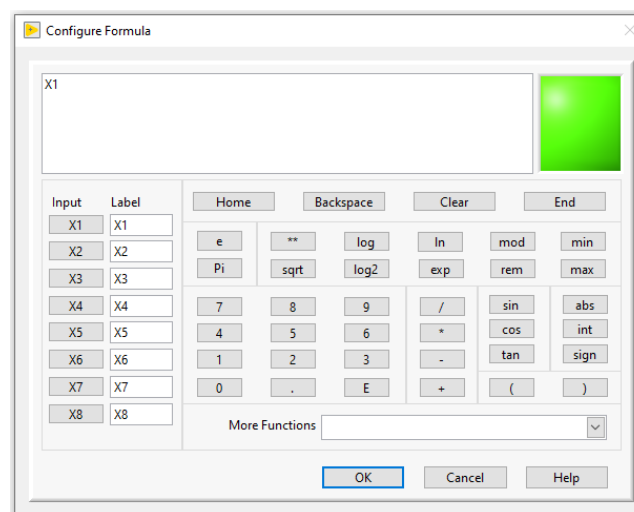 Configure Formula
X1
Input Label
Home Backspace Clear End
X1 X1
X2 X2
X3 X3
X4 X4
X5 X5
X6 X6
X7 X7
X8 X8
e ** log ln mod min
Pi sqrt log2 exp rem max
7 8 9 / sin abs
4 5 6 * cos int
1 2 3 - tan sign
0 . E + ( )
More Functions
OK Cancel Help